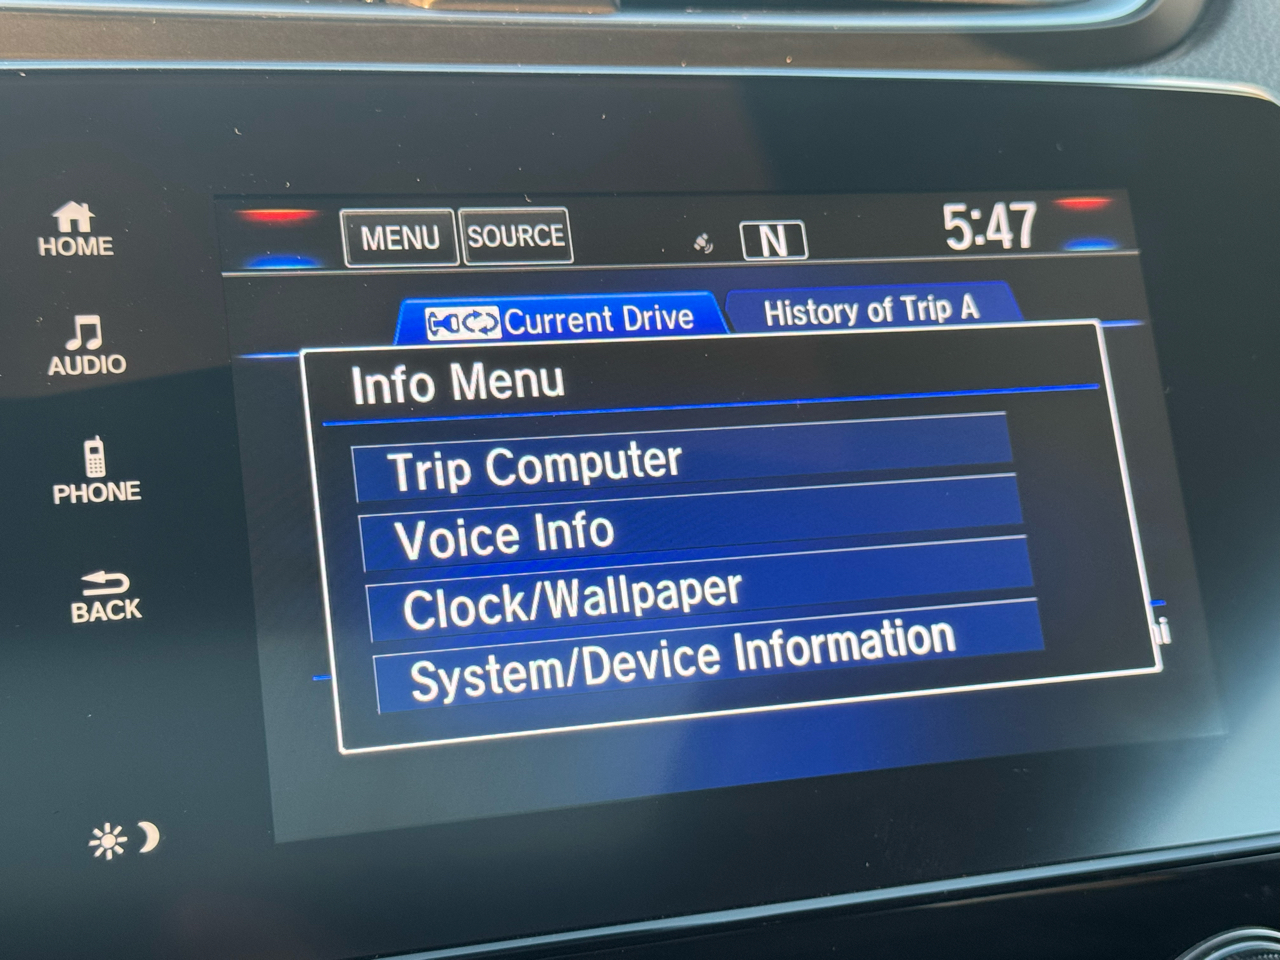 HOME
AUDIO
PHONE
BACK
MENU SOURCE N 5:47
Current Drive History of Trip A
Info Menu
Trip Computer
Voice Info
Clock/Wallpaper
System/Device Information